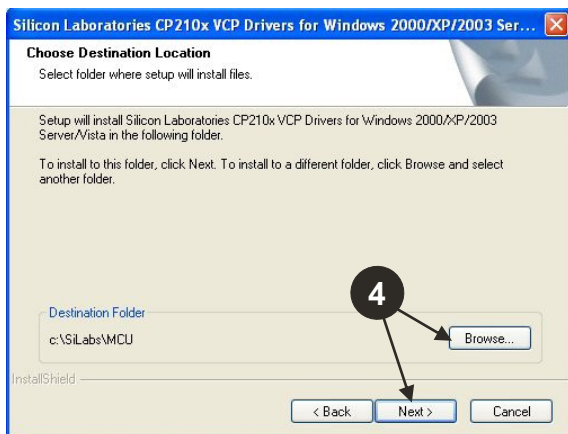 Silicon Laboratories CP210x VCP Drivers for Windows 2000/XP/2003 Ser...
Choose Destination Location
Select folder where setup will install files.
Setup will install Silicon Laboratories CP210x VCP Drivers for Windows 2000/XP/2003
Server/Vista in the following folder.
To install to this folder, click Next. To install to a different folder, click Browse and select
another folder.
4
Destination Folder
c:\SiLabs\MCU
Browse...
InstallShield
< Back
Next >
Cancel